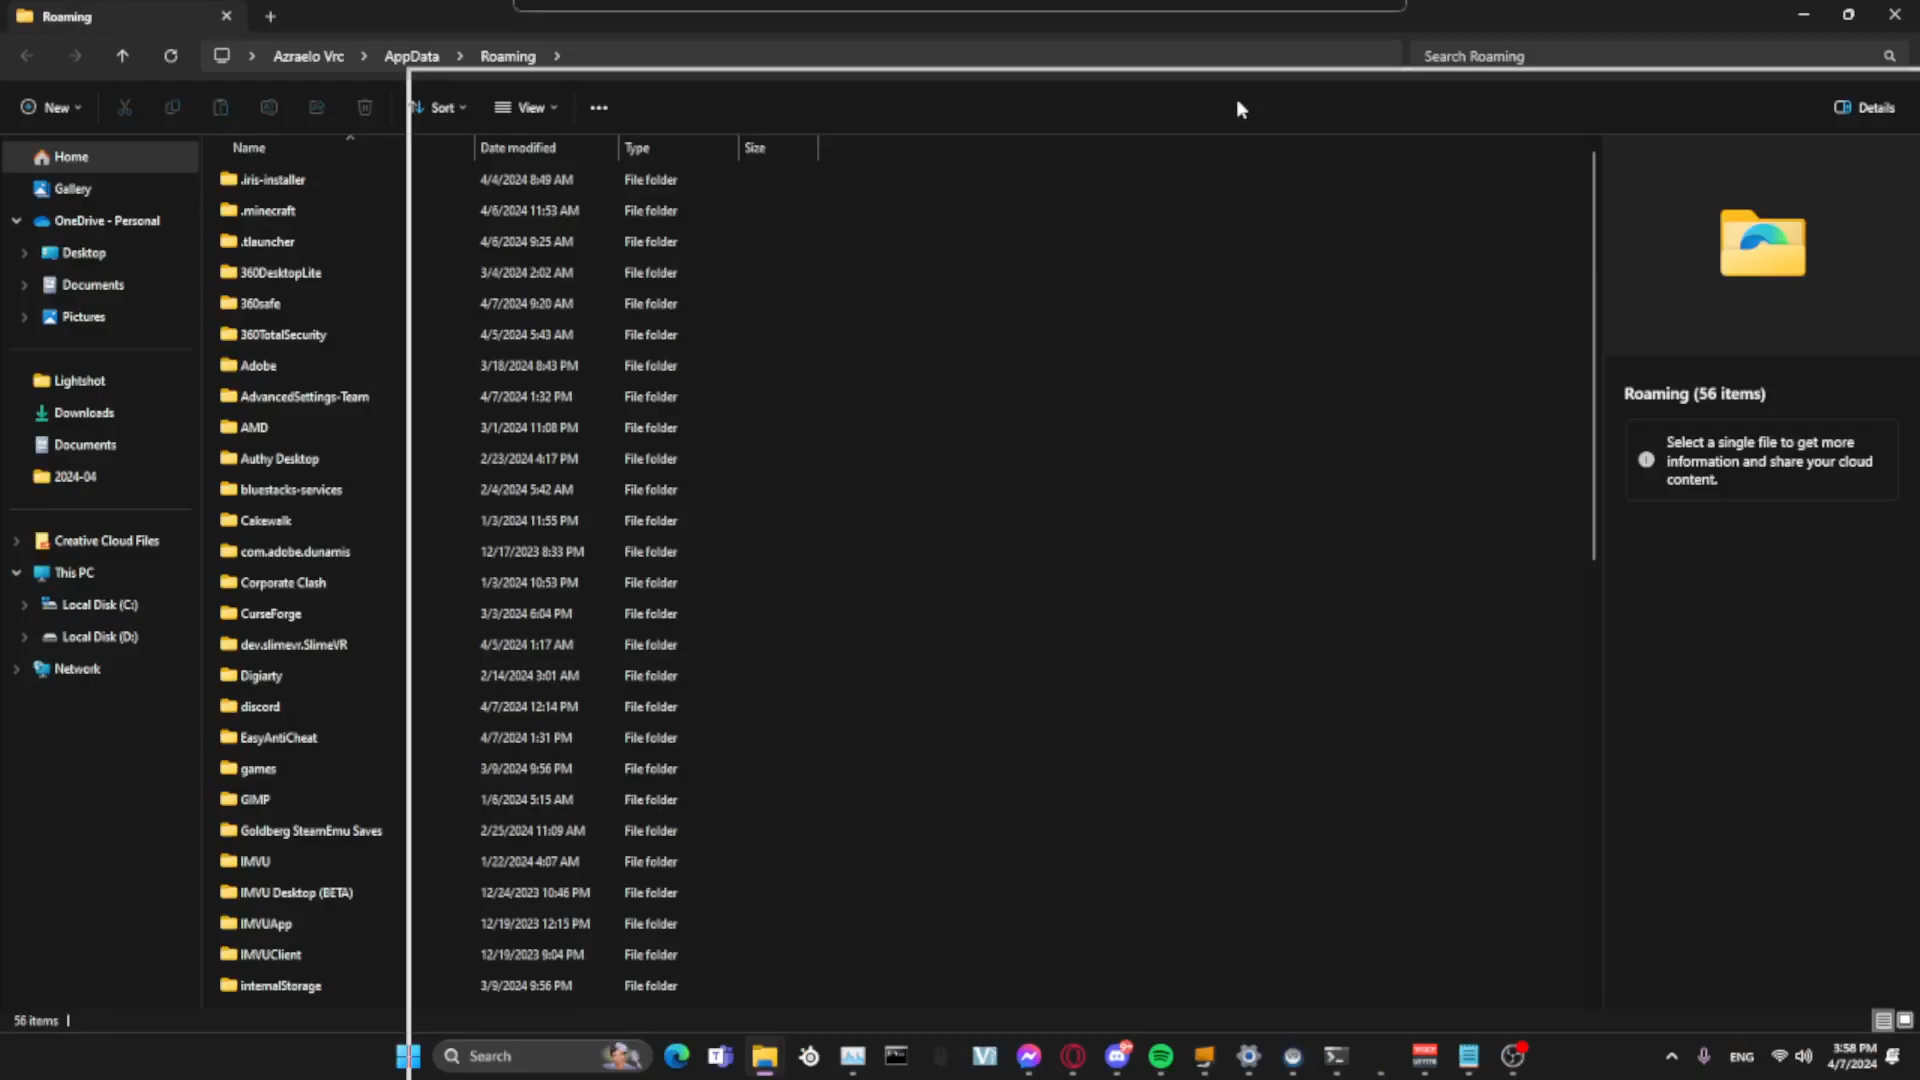 Roaming
Azraelo Vrc > AppData > Roaming >
Search Roaming
New
Sort
View
Details
Home
Gallery
OneDrive - Personal
Desktop
Documents
Pictures
Lightshot
Downloads
Documents
2024-04
Creative Cloud Files
This PC
Local Disk (C:)
Local Disk (D:)
Network
Name Date modified Type Size
.iris-installer 4/4/2024 8:49 AM File folder
.minecraft 4/6/2024 11:53 AM File folder
.tlauncher 4/6/2024 9:25 AM File folder
360DesktopLite 3/4/2024 2:02 AM File folder
360safe 4/7/2024 9:20 AM File folder
360TotalSecurity 4/5/2024 5:43 AM File folder
Adobe 3/18/2024 8:43 PM File folder
AdvancedSettings-Team 4/7/2024 1:32 PM File folder
AMD 3/1/2024 11:08 PM File folder
Authy Desktop 2/23/2024 4:17 PM File folder
bluestacks-services 2/4/2024 5:42 AM File folder
Cakewalk 1/3/2024 11:55 PM File folder
com.adobe.dunamis 12/17/2023 8:33 PM File folder
Corporate Clash 1/3/2024 10:53 PM File folder
CurseForge 3/3/2024 6:04 PM File folder
dev.slimevr.SlimeVR 4/5/2024 1:17 AM File folder
Digiarty 2/14/2024 3:01 AM File folder
discord 4/7/2024 12:14 PM File folder
EasyAntiCheat 4/7/2024 1:31 PM File folder
games 3/9/2024 9:56 PM File folder
GIMP 1/6/2024 5:15 AM File folder
Goldberg SteamEmu Saves 2/25/2024 11:09 AM File folder
IMVU 1/22/2024 4:07 AM File folder
IMVU Desktop (BETA) 12/24/2023 10:46 PM File folder
IMVUApp 12/19/2023 12:15 PM File folder
IMVUClient 12/19/2023 9:04 PM File folder
internalStorage 3/9/2024 9:56 PM File folder
Roaming (56 items)
Select a single file to get more
information and share your cloud
content.
56 items
Search
ENG
3:58 PM
4/7/2024